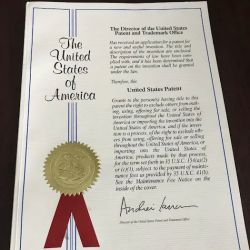 The
United
States
of
America
The Director of the United States
Patent and Trademark Office
Has received an application for a patent for
a new and useful invention. The title and
description of the invention are enclosed.
The requirements of law have been com-
plied with, and it has been determined that
a patent on the invention shall be granted
under the law.
Therefore, this
United States Patent
Grants to the person(s) having title to this
patent the right to exclude others from mak-
ing, using, offering for sale, or selling the
invention throughout the United States of
America or importing the invention into the
United States of America, and if the inven-
tion is a process, of the right to exclude oth-
ers from using, offering for sale or selling
throughout the United States of America, or
importing into the United States of
America, products made by that process,
for the term set forth in 35 U.S.C. 154(a)(2)
or (c)(1), subject to the payment of mainte-
nance fees as provided by 35 U.S.C. 41(b).
See the Maintenance Fee Notice on the
inside of the cover.
Director of the United States Patent and Trademark Office